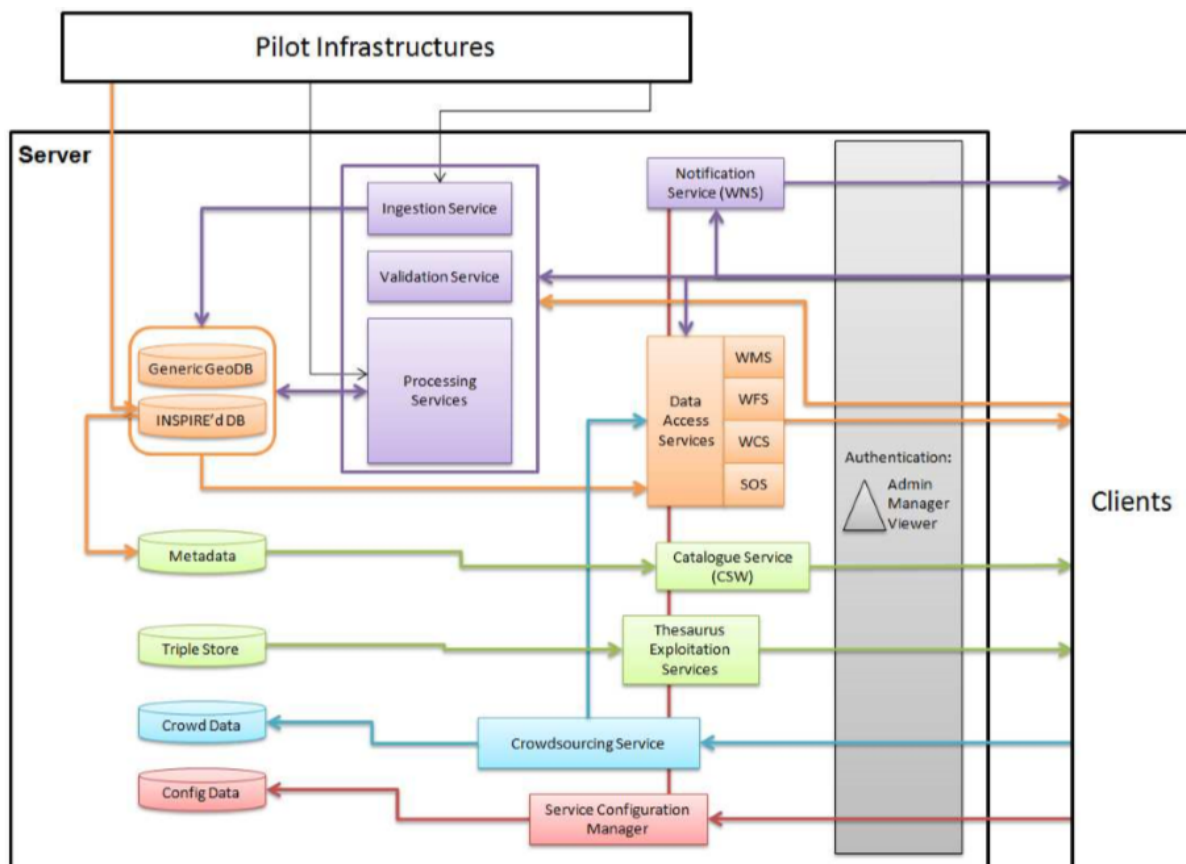 Pilot Infrastructures
Server
Notification
Service (WNS)
Ingestion Service
Validation Service
Processing
Services
Generic GeoDB
INSPIRE'd DB
Data
Access
Services
WMS
WFS
WCS
SOS
Authentication:
Admin
Manager
Viewer
Clients
Metadata
Catalogue Service
(CSW)
Triple Store
Thesaurus
Exploitation
Services
Crowd Data
Crowdsourcing Service
Config Data
Service Configuration
Manager